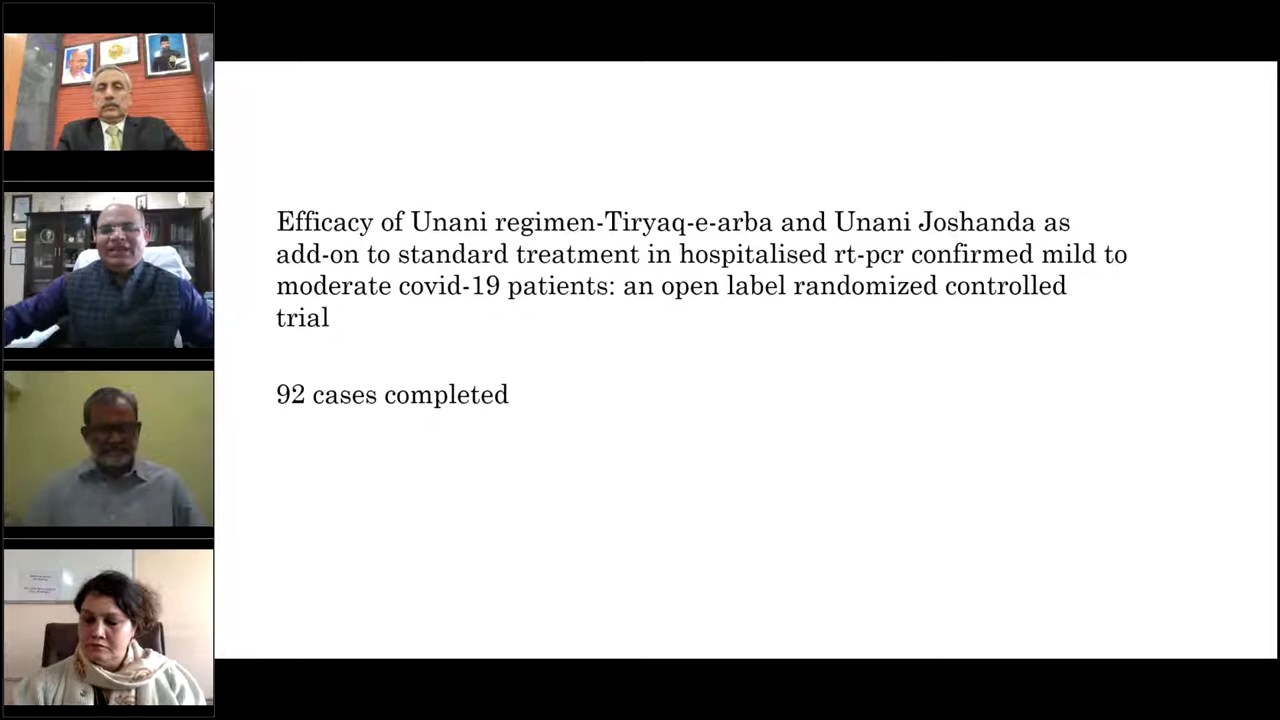 Efficacy of Unani regimen-Tiryaq-e-arba and Unani Joshanda as
add-on to standard treatment in hospitalised rt-pcr confirmed mild to
moderate covid-19 patients: an open label randomized controlled
trial
92 cases completed